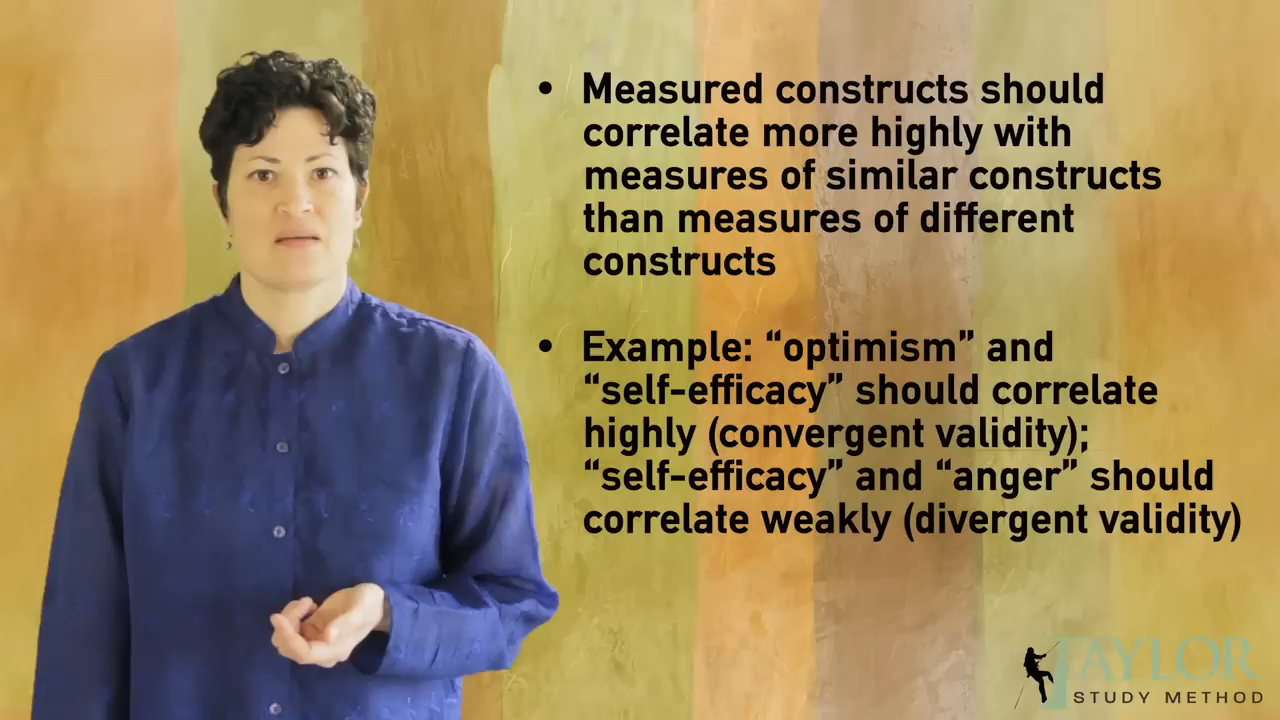 • Measured constructs should
correlate more highly with
measures of similar constructs
than measures of different
constructs
• Example: “optimism” and
“self-efficacy” should correlate
highly (convergent validity);
“self-efficacy” and “anger” should
correlate weakly (divergent validity)
TAYLOR
STUDY METHOD